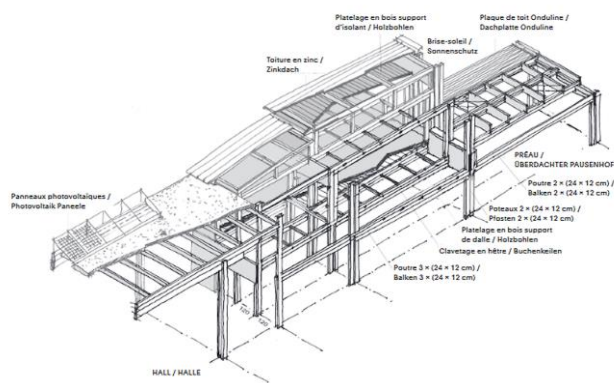 Platelage en bois support
d'isolant / Holzbohlen
Plaque de toit Onduline /
Dachplatte Onduline
Brise-soleil /
Sonnenschutz
Toiture en zinc /
Zinkdach
PRÉAU /
ÜBERDACHTER PAUSENHOF
Panneaux photovoltaïques /
Photovoltaik Paneele
Poutre 2 × (24 × 12 cm) /
Balken 2 × (24 × 12 cm)
Poteaux 2 × (24 × 12 cm) /
Pfosten 2 × (24 × 12 cm)
Platelage en bois support
de dalle / Holzbohlen
Clavetage en hêtre / Buchenkeilen
Poutre 3 × (24 × 12 cm) /
Balken 3 × (24 × 12 cm)
120
120
HALL / HALLE